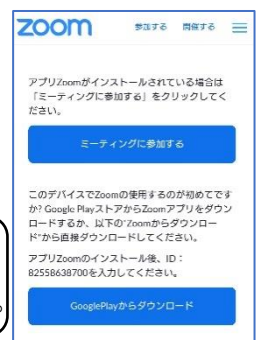 zoom 参加する 開催する
アプリZoomがインストールされている場合は
「ミーティングに参加する」をクリックしてく
ださい。
ミーティングに参加する
このデバイスでZoomの使用するのが初めてです
か? Google PlayストアからZoomアプリをダウン
ロードするか、以下の"Zoomからダウンロー
ド"から直接ダウンロードしてください。
アプリZoomのインストール後、ID：
82558638700を入力してください。
GooglePlayからダウンロード
。